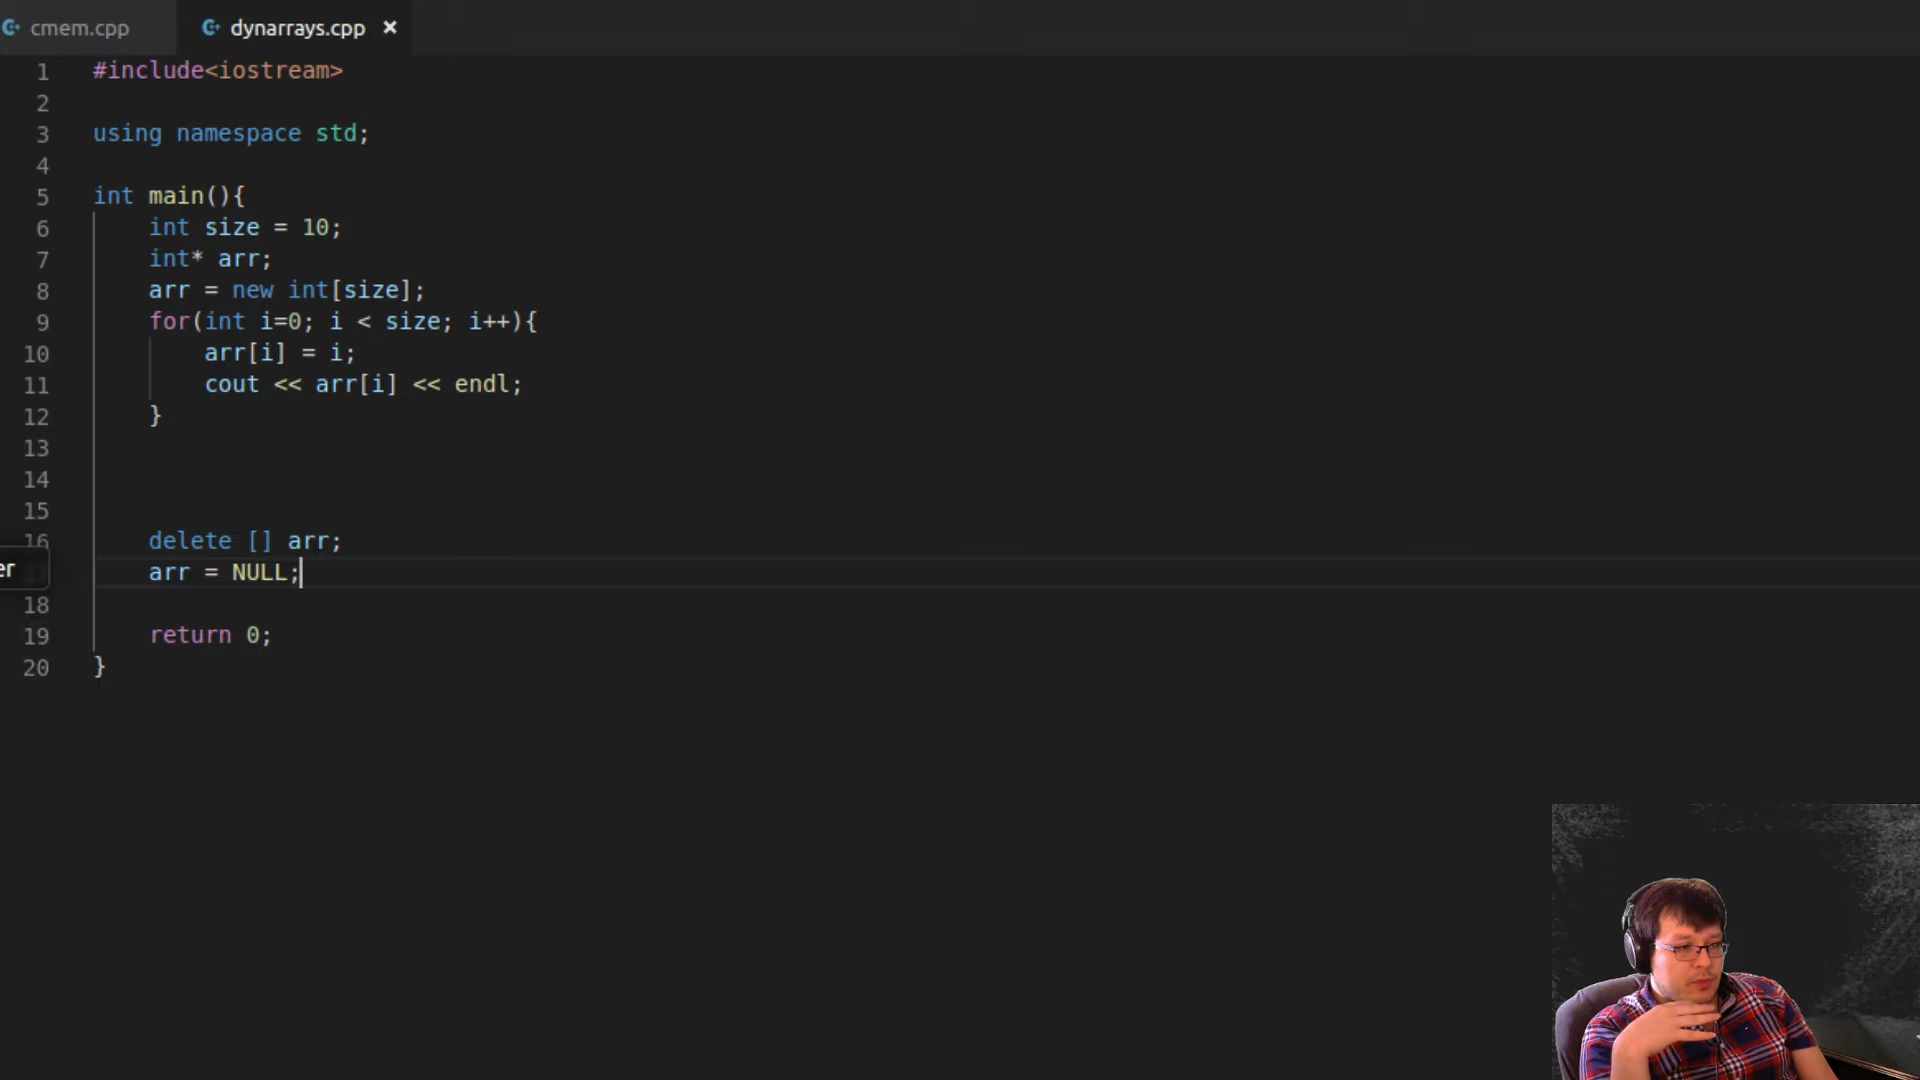 cmem.cpp dynarrays.cpp ×
1 #include<iostream>
2
3 using namespace std;
4
5 int main(){
6 int size = 10;
7 int* arr;
8 arr = new int[size];
9 for(int i=0; i < size; i++){
10 arr[i] = i;
11 cout << arr[i] << endl;
12 }
13
14
15
16 delete [] arr;
er arr = NULL;
18
19 return 0;
20 }